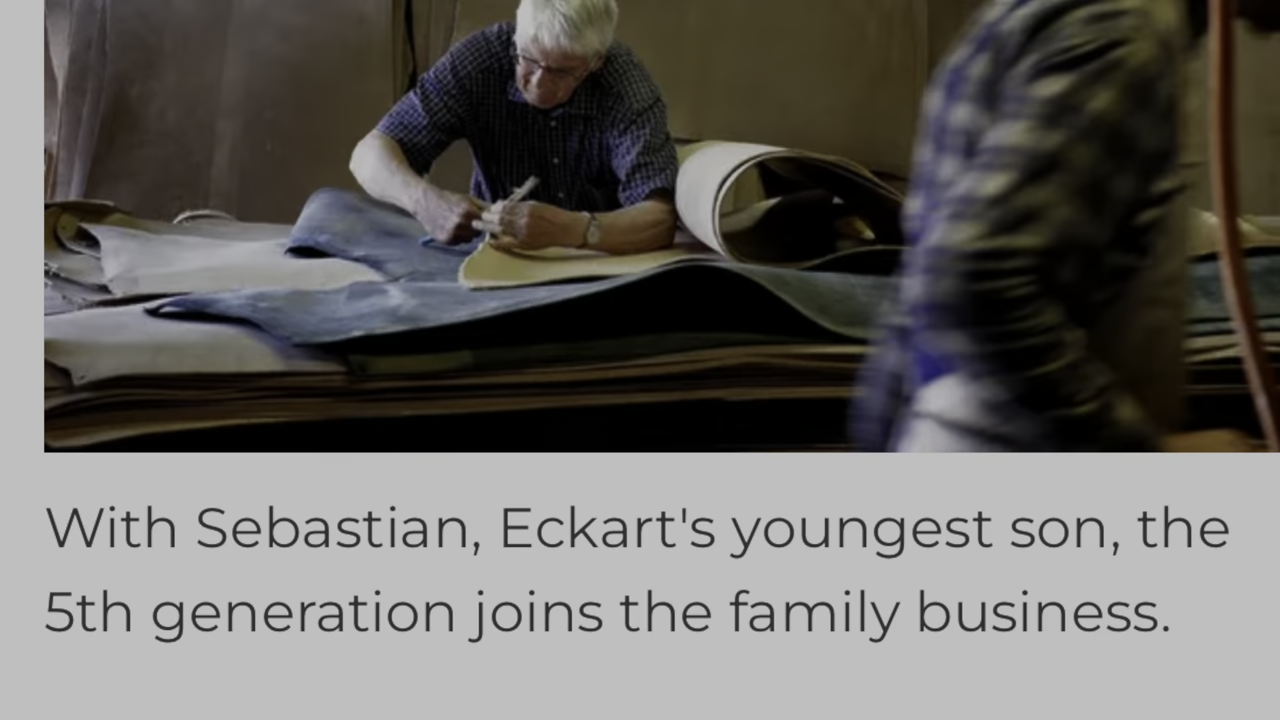 With Sebastian, Eckart's youngest son, the
5th generation joins the family business.